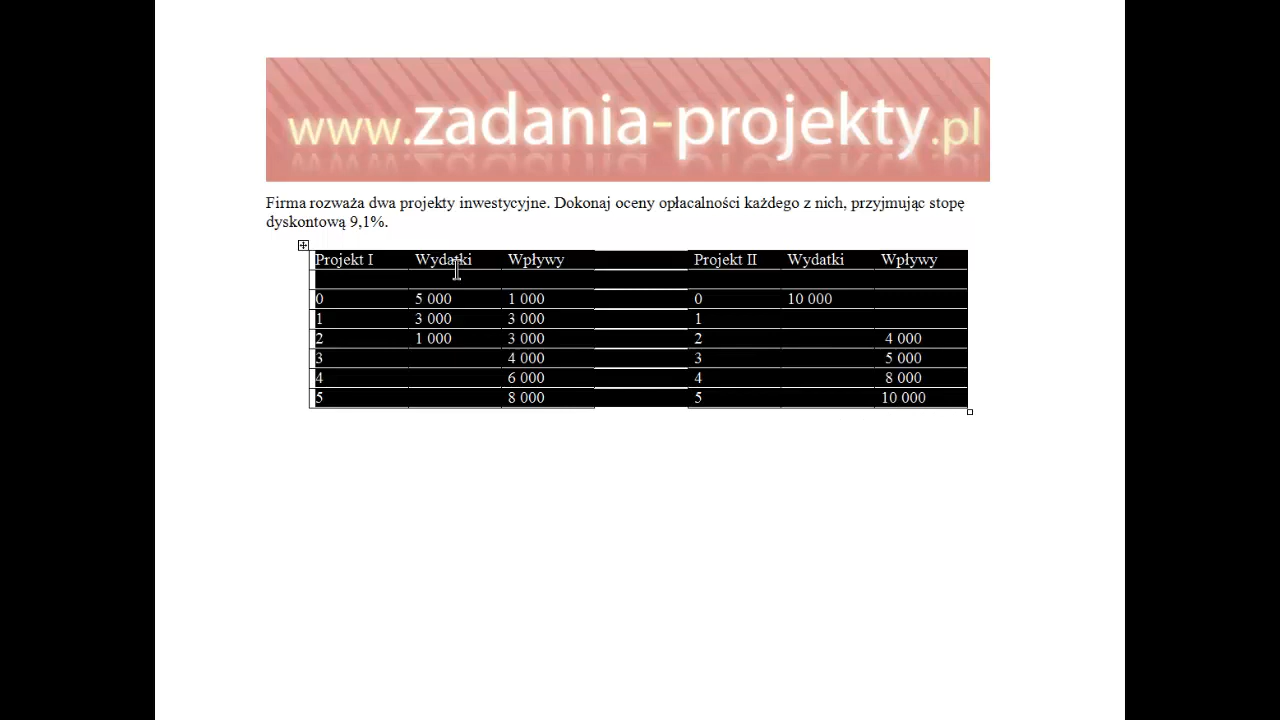 www.zadania-projekty.pl
Firma rozważa dwa projekty inwestycyjne. Dokonaj oceny opłacalności każdego z nich, przyjmując stopę
dyskontową 9,1%.
Projekt I Wydatki Wpływy Projekt II Wydatki Wpływy
0 5 000 1 000 0 10 000
1 3 000 3 000 1
2 1 000 3 000 2 4 000
3 4 000 3 5 000
4 6 000 4 8 000
5 8 000 5 10 000